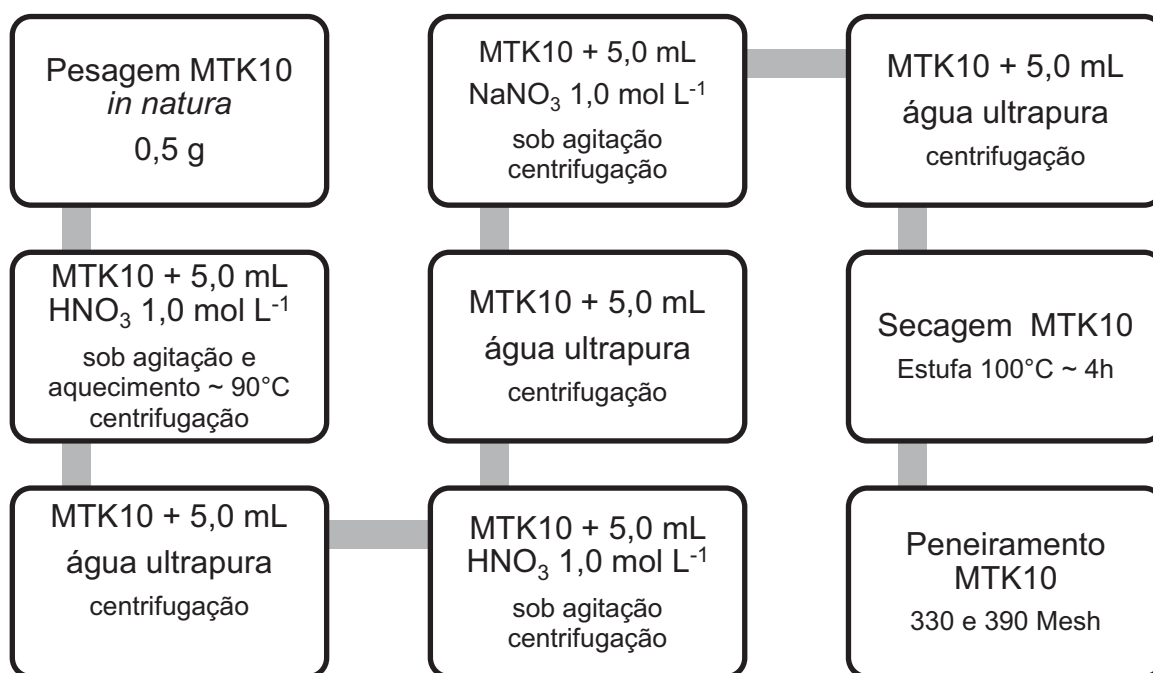 Pesagem MTK10
in natura
0,5 g
MTK10 + 5,0 mL
HNO₃ 1,0 mol L⁻¹
sob agitação e
aquecimento ~ 90°C
centrifugação
MTK10 + 5,0 mL
água ultrapura
centrifugação
MTK10 + 5,0 mL
HNO₃ 1,0 mol L⁻¹
sob agitação
centrifugação
MTK10 + 5,0 mL
água ultrapura
centrifugação
MTK10 + 5,0 mL
NaNO₃ 1,0 mol L⁻¹
sob agitação
centrifugação
MTK10 + 5,0 mL
água ultrapura
centrifugação
Secagem MTK10
Estufa 100°C ~ 4h
Peneiramento
MTK10
330 e 390 Mesh